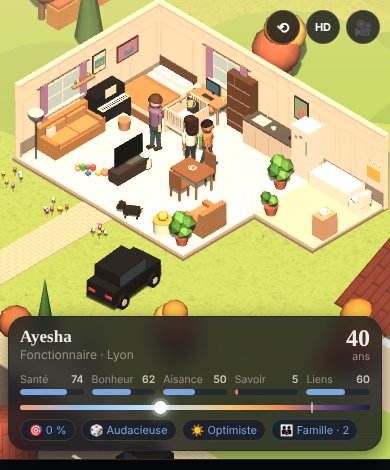 HD
Ayesha
40
Fonctionnaire · Lyon
ans
Santé 74 Bonheur 62 Aisance 50 Savoir 5 Liens 60
0 % Audacieuse Optimiste Famille · 2